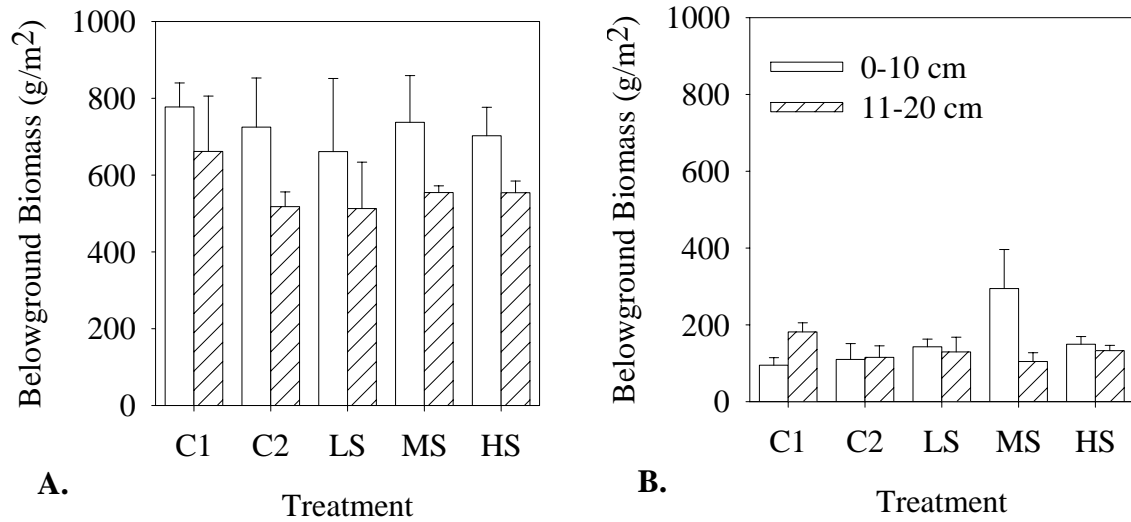 Belowground Biomass (g/m²)
1000
800
600
400
200
0
C1 C2 LS MS HS
A.
Treatment
Belowground Biomass (g/m²)
1000
800
600
400
200
0
0-10 cm
11-20 cm
C1 C2 LS MS HS
B.
Treatment